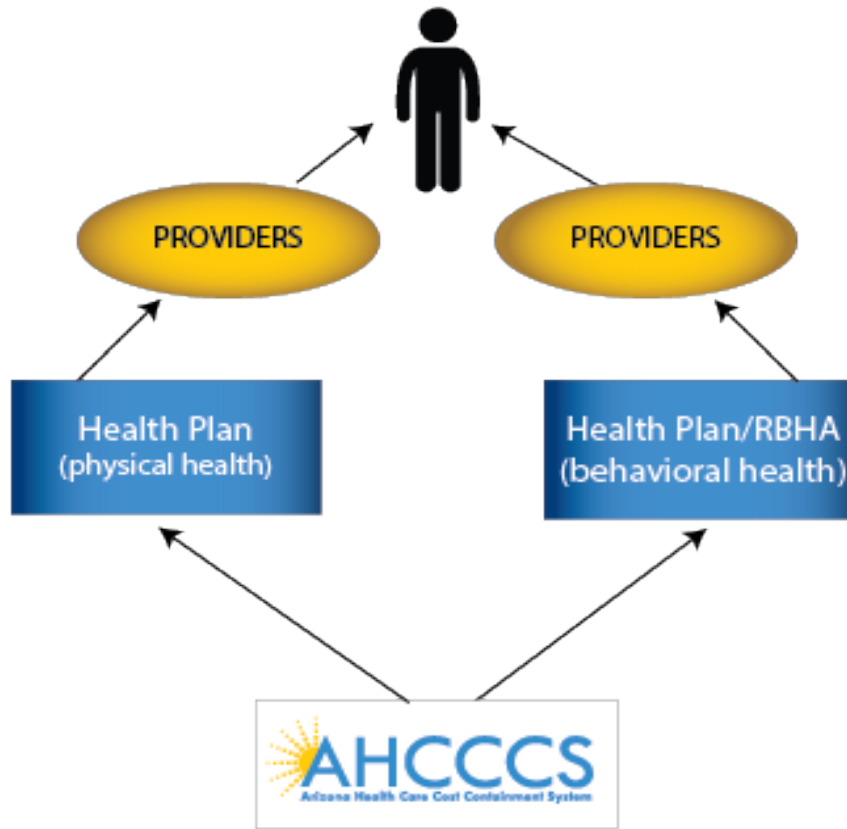 PROVIDERS
PROVIDERS
Health Plan
(physical health)
Health Plan/RBHA
(behavioral health)
AHCCCS
Arizona Health Care Cost Containment System